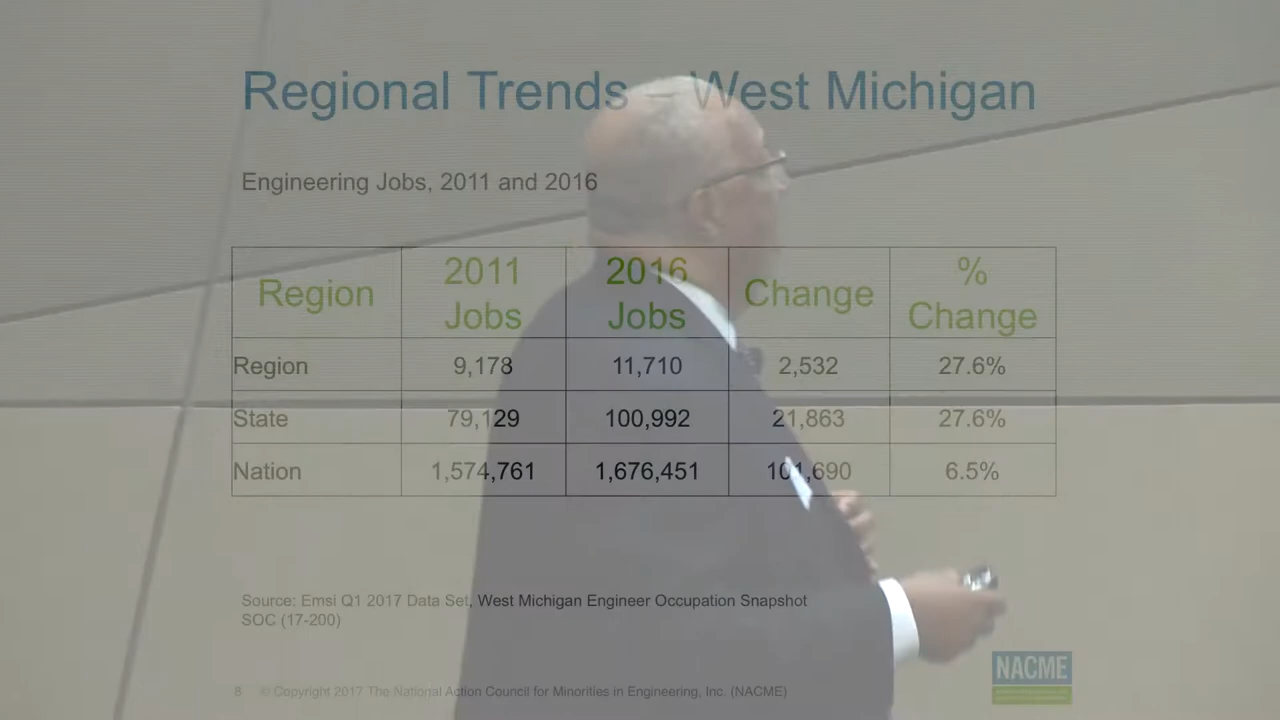 Regional Trends – West Michigan
Engineering Jobs, 2011 and 2016
Region 2011 Jobs 2016 Jobs Change % Change
Region 9,178 11,710 2,532 27.6%
State 79,129 100,992 21,863 27.6%
Nation 1,574,761 1,676,451 101,690 6.5%
Source: Emsi Q1 2017 Data Set, West Michigan Engineer Occupation Snapshot
SOC (17-200)
8 © Copyright 2017 The National Action Council for Minorities in Engineering, Inc. (NACME)
NACME